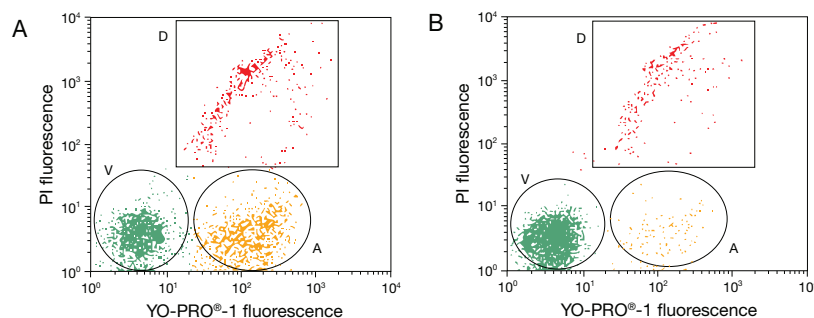 A
PI fluorescence
10⁴
10³
10²
10¹
10⁰
D
V
A
10⁰ 10¹ 10² 10³ 10⁴
YO-PRO®-1 fluorescence
B
PI fluorescence
10⁴
10³
10²
10¹
10⁰
D
V
A
10⁰ 10¹ 10² 10³ 10
YO-PRO®-1 fluorescence